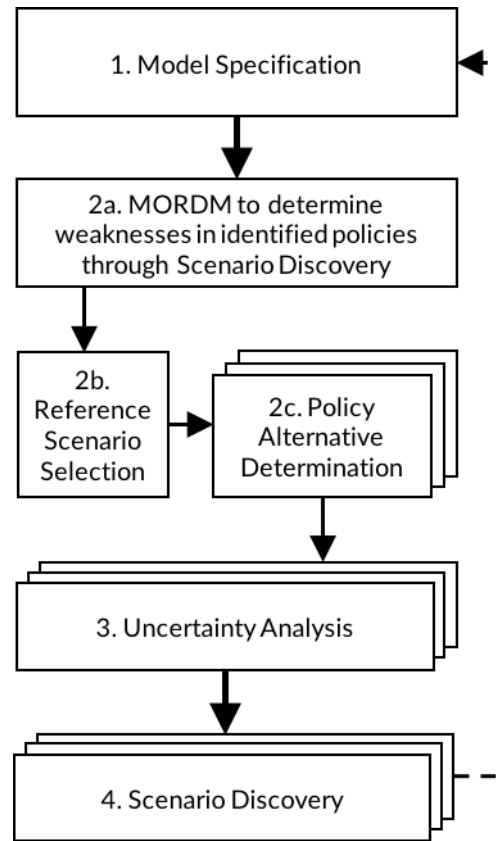 1. Model Specification
2a. MORDM to determine
weaknesses in identified policies
through Scenario Discovery
2b.
Reference
Scenario
Selection
2c. Policy
Alternative
Determination
3. Uncertainty Analysis
4. Scenario Discovery